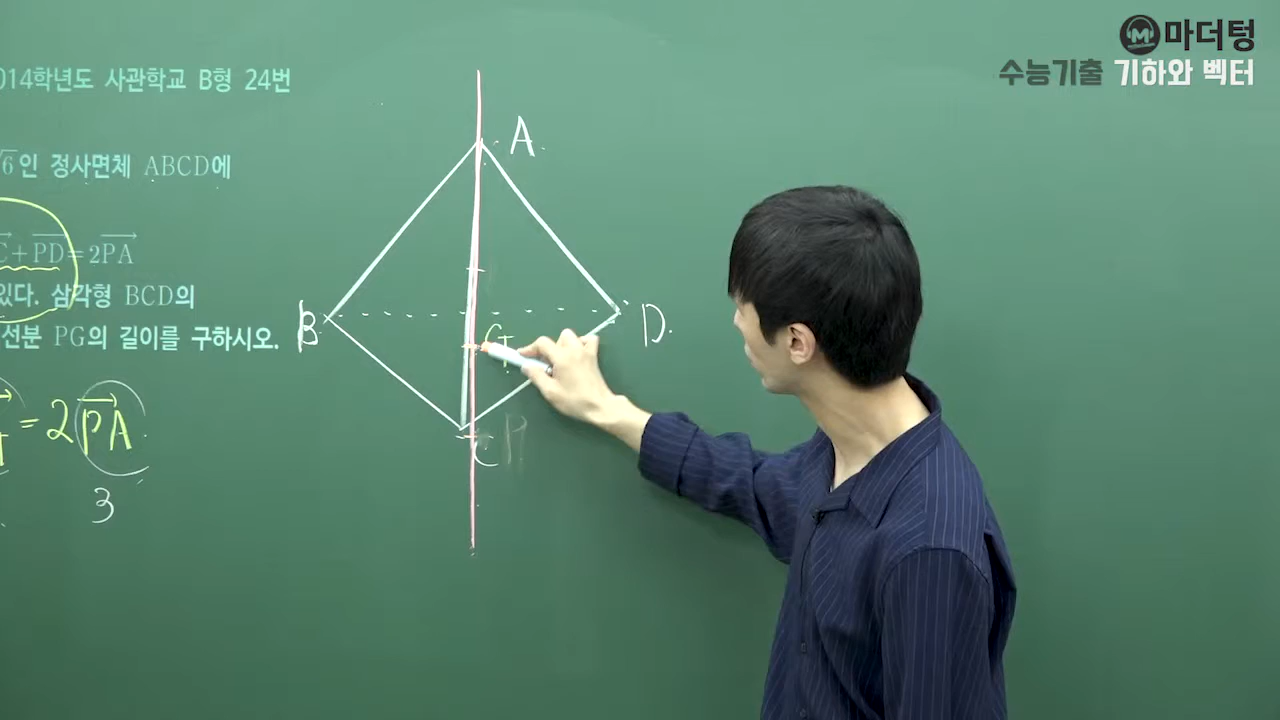 마더텅
수능기출 기하와 벡터
014학년도 사관학교 B형 24번
6인 정사면체 ABCD에
C+PD=2PA
있다. 삼각형 BCD의
선분 PG의 길이를 구하시오.
=2PA
3
A
B
D
G
C